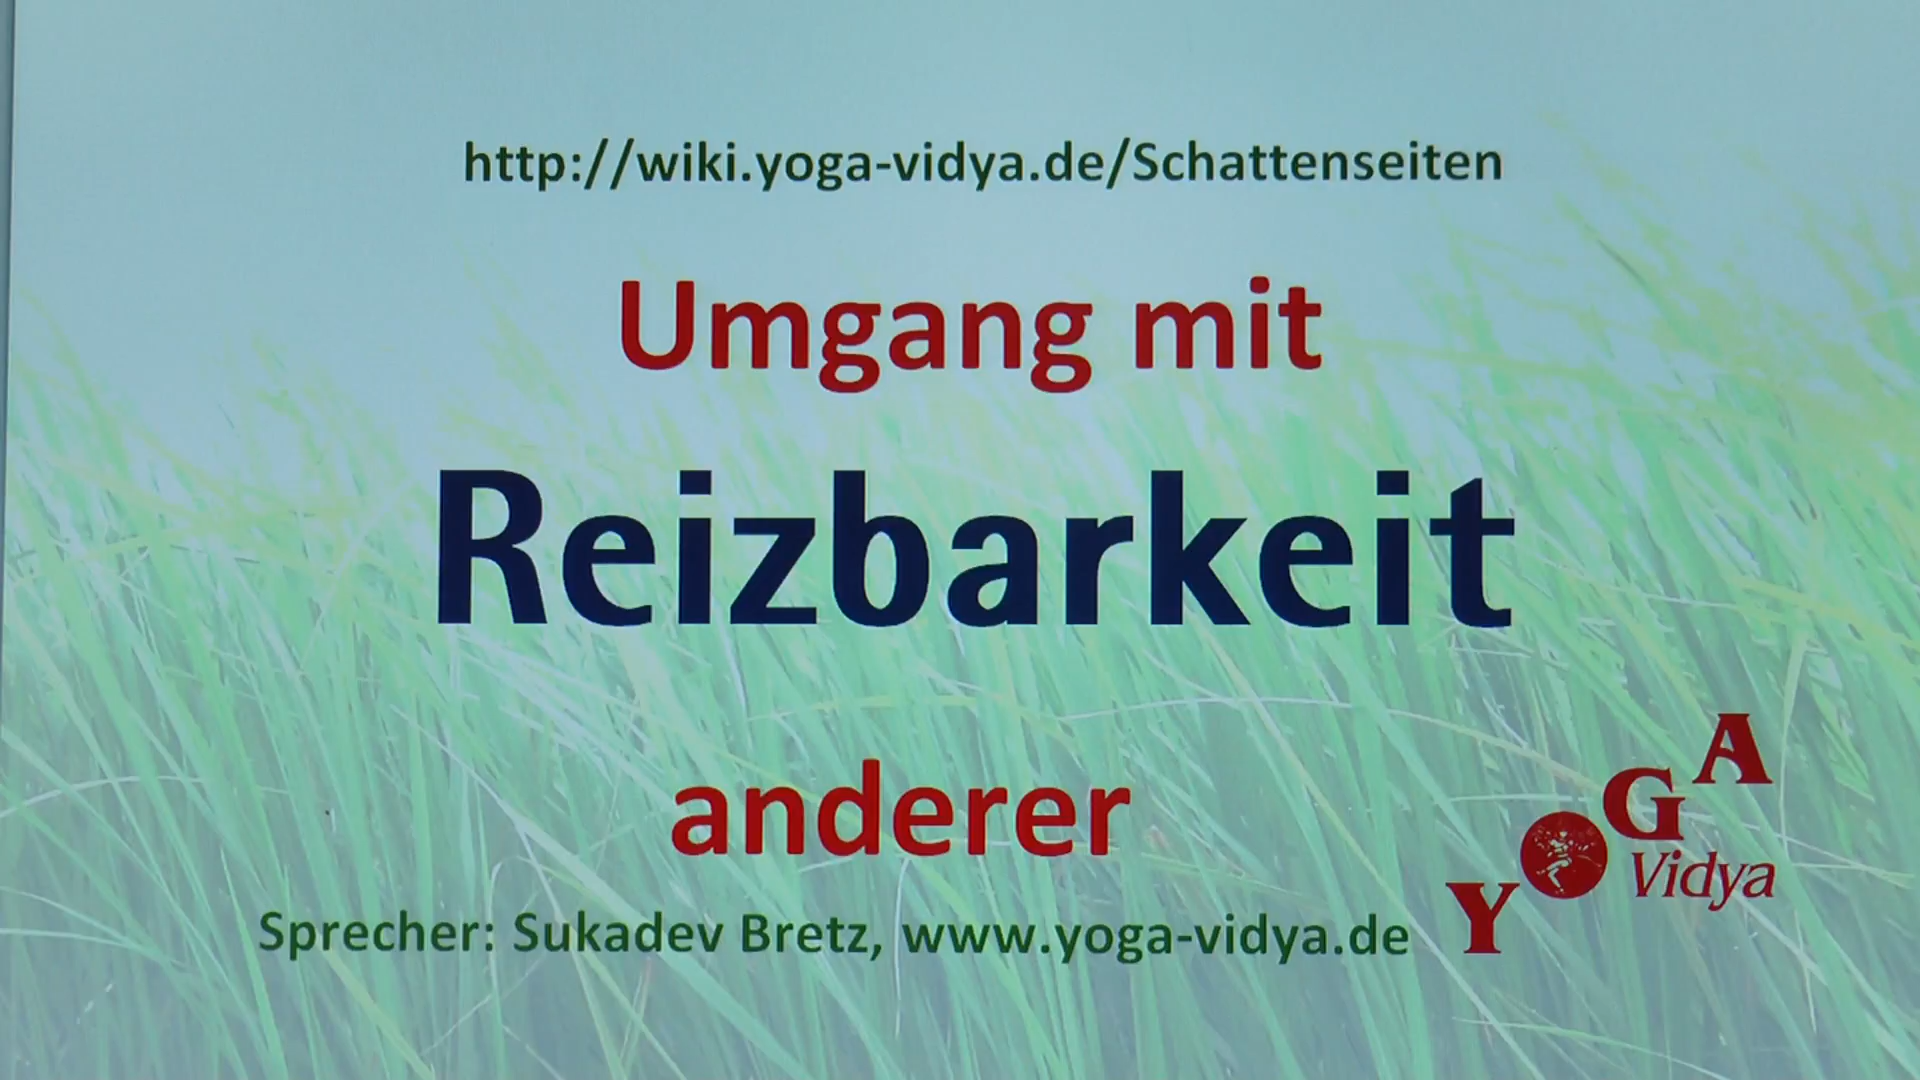 http://wiki.yoga-vidya.de/Schattenseiten
Umgang mit
Reizbarkeit
anderer
Sprecher: Sukadev Bretz, www.yoga-vidya.de
YOGA
Vidya